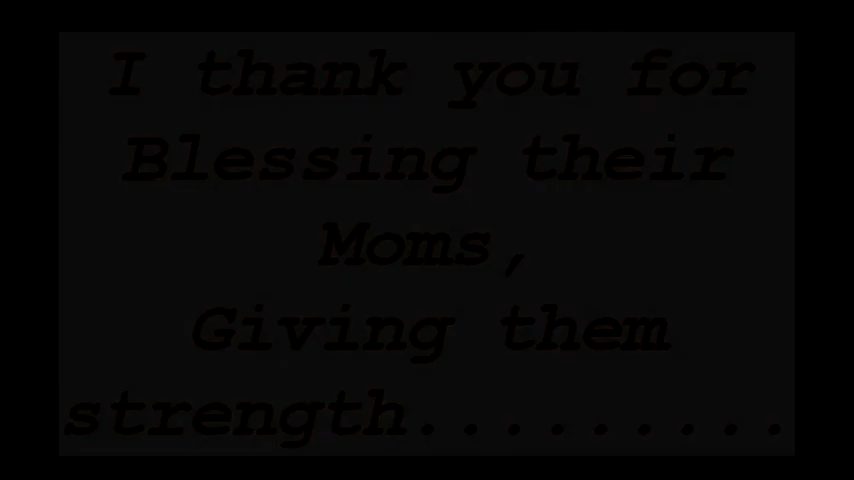 I thank you for
Blessing their
Moms,
Giving them
strength.........